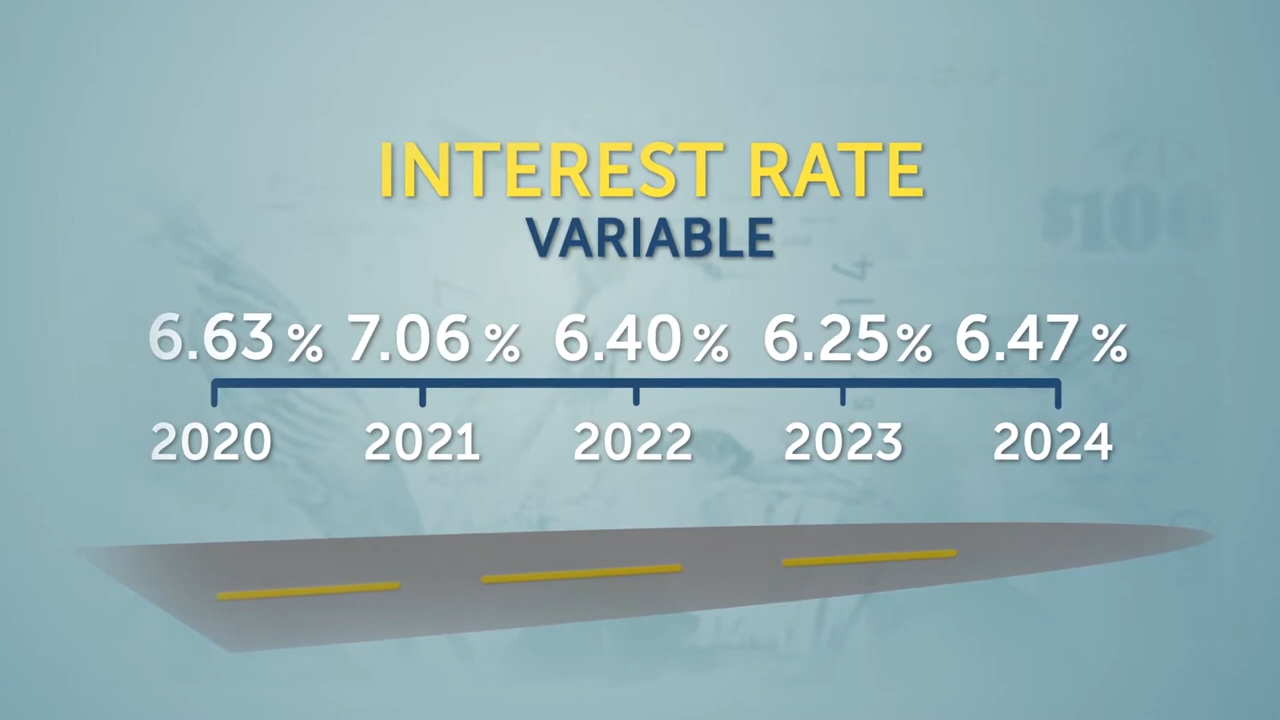 INTEREST RATE
VARIABLE
6.63 % 7.06 % 6.40 % 6.25 % 6.47 %
2020 2021 2022 2023 2024